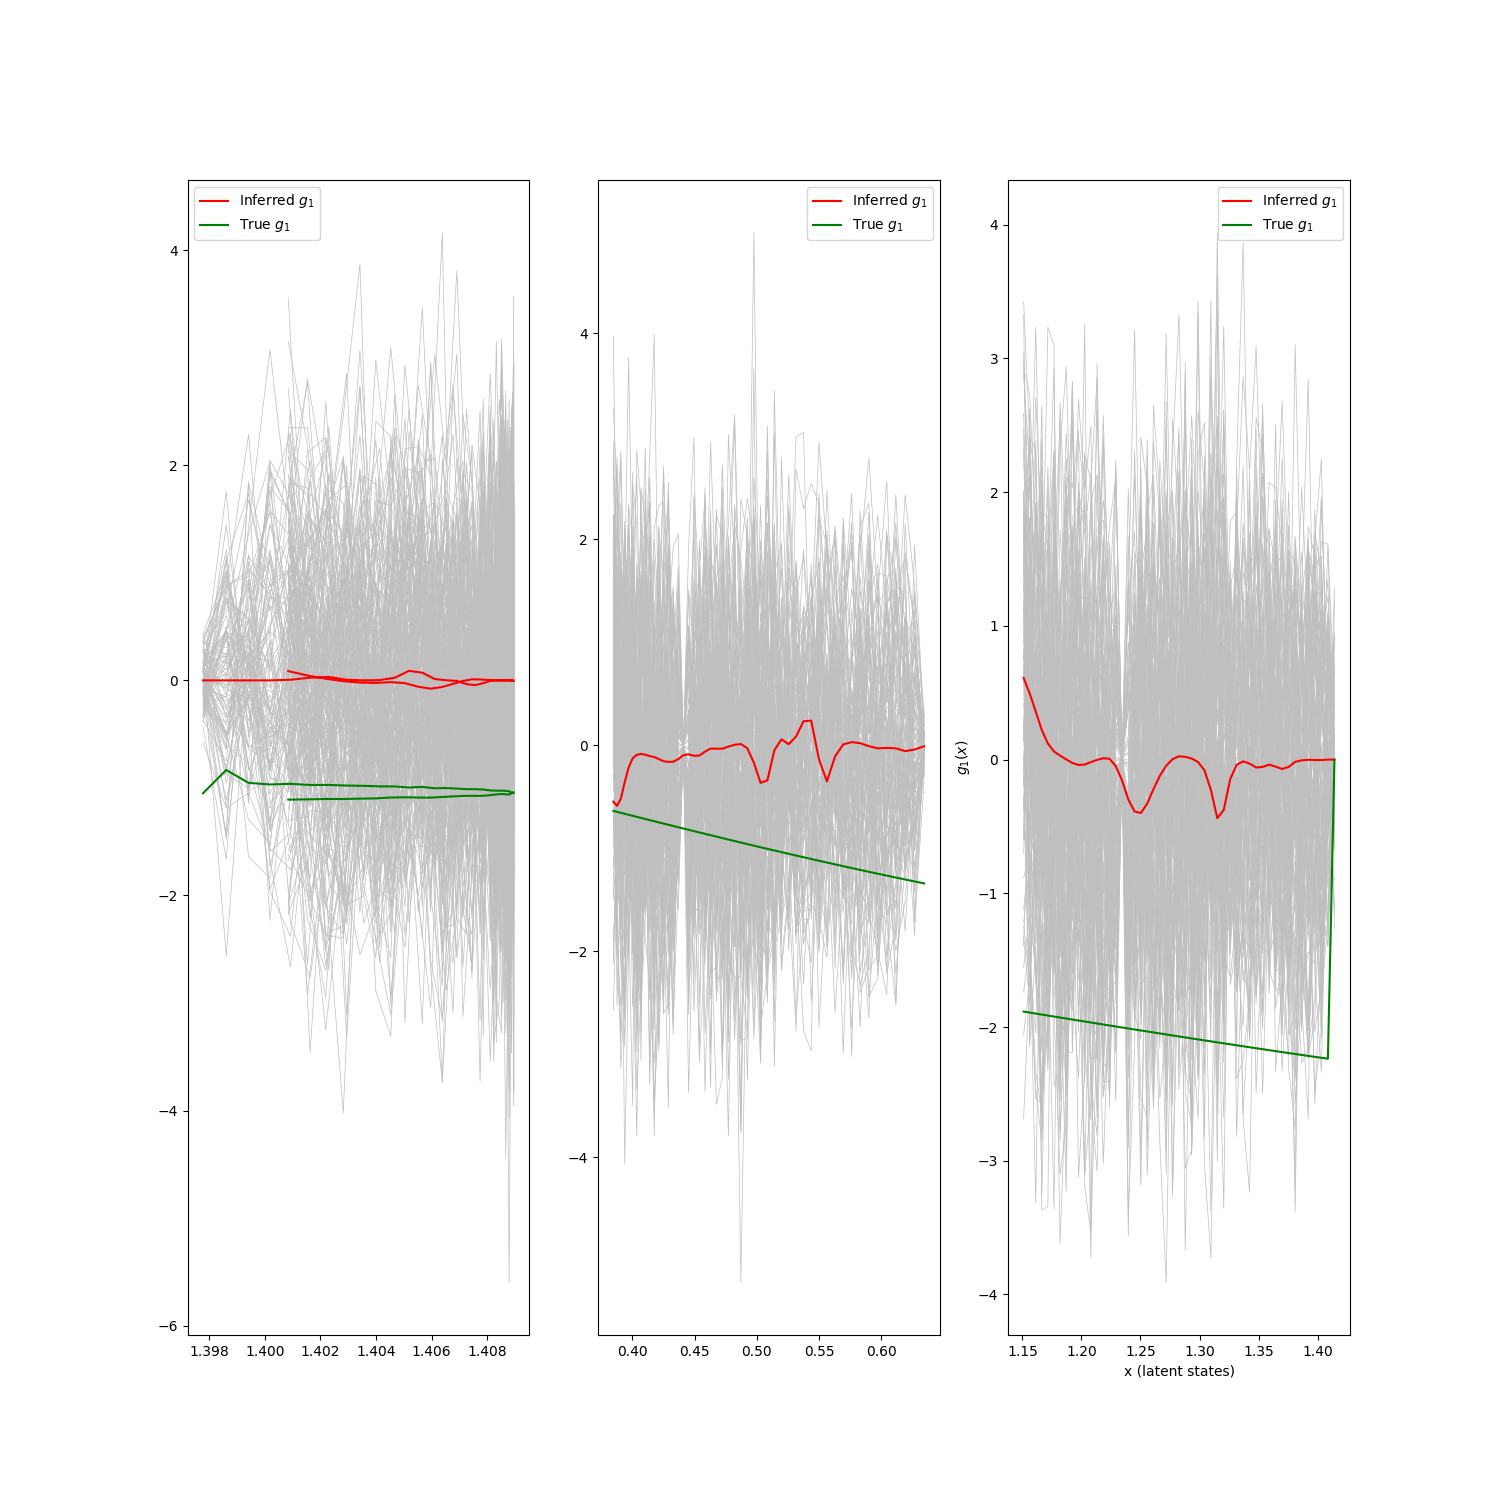 Inferred g₁
True g₁
4
2
0
−2
−4
−6
1.398 1.400 1.402 1.404 1.406 1.408
Inferred g₁
True g₁
4
2
0
−2
−4
0.40 0.45 0.50 0.55 0.60
Inferred g₁
True g₁
4
3
2
1
0
−1
−2
−3
−4
g₁(x)
1.15 1.20 1.25 1.30 1.35 1.40
x (latent states)